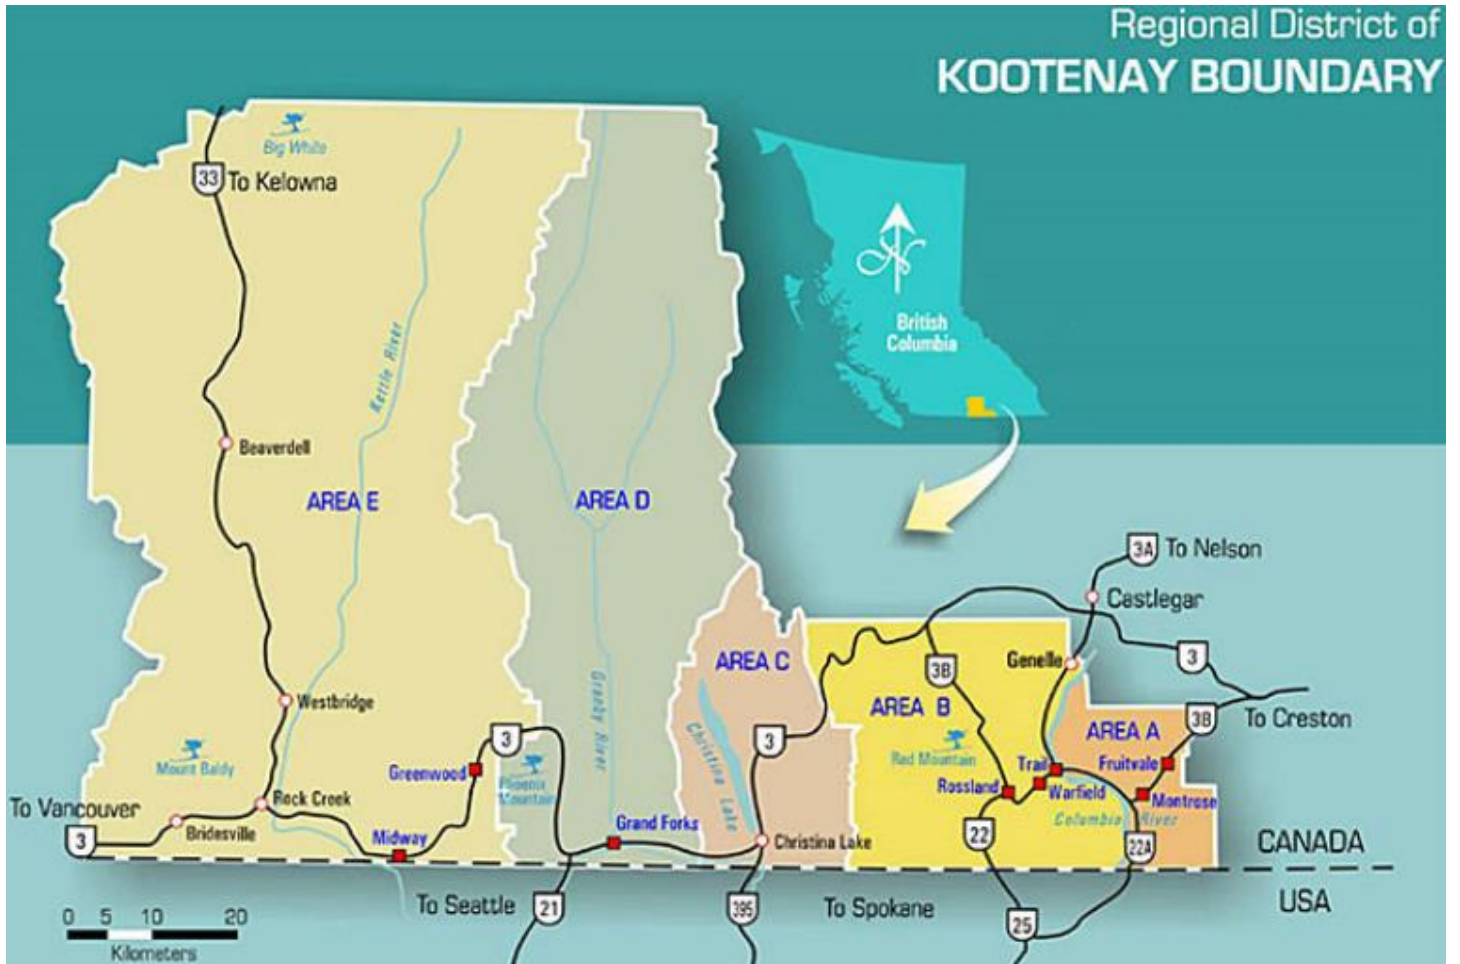 Regional District of
KOOTENAY BOUNDARY
Big White
33
To Kelowna
N
British
Columbia
Kettle River
Beaverdell
AREA E
AREA D
3A
To Nelson
Castlegar
3
Genelle
AREA C
3B
AREA B
Westbridge
Granby River
3B
To Creston
AREA A
Christina Lake
3
3
Red Mountain
Mount Baldy
Greenwood
Phoenix
Mountain
Trail
Fruitvale
Rossland
Warfield
Montrose
Rock Creek
To Vancouver
3
Bridesville
Midway
Grand Forks
Christina Lake
Columbia River
22
22A
CANADA
USA
To Seattle
21
395
To Spokane
25
0 5 10 20
Kilometers